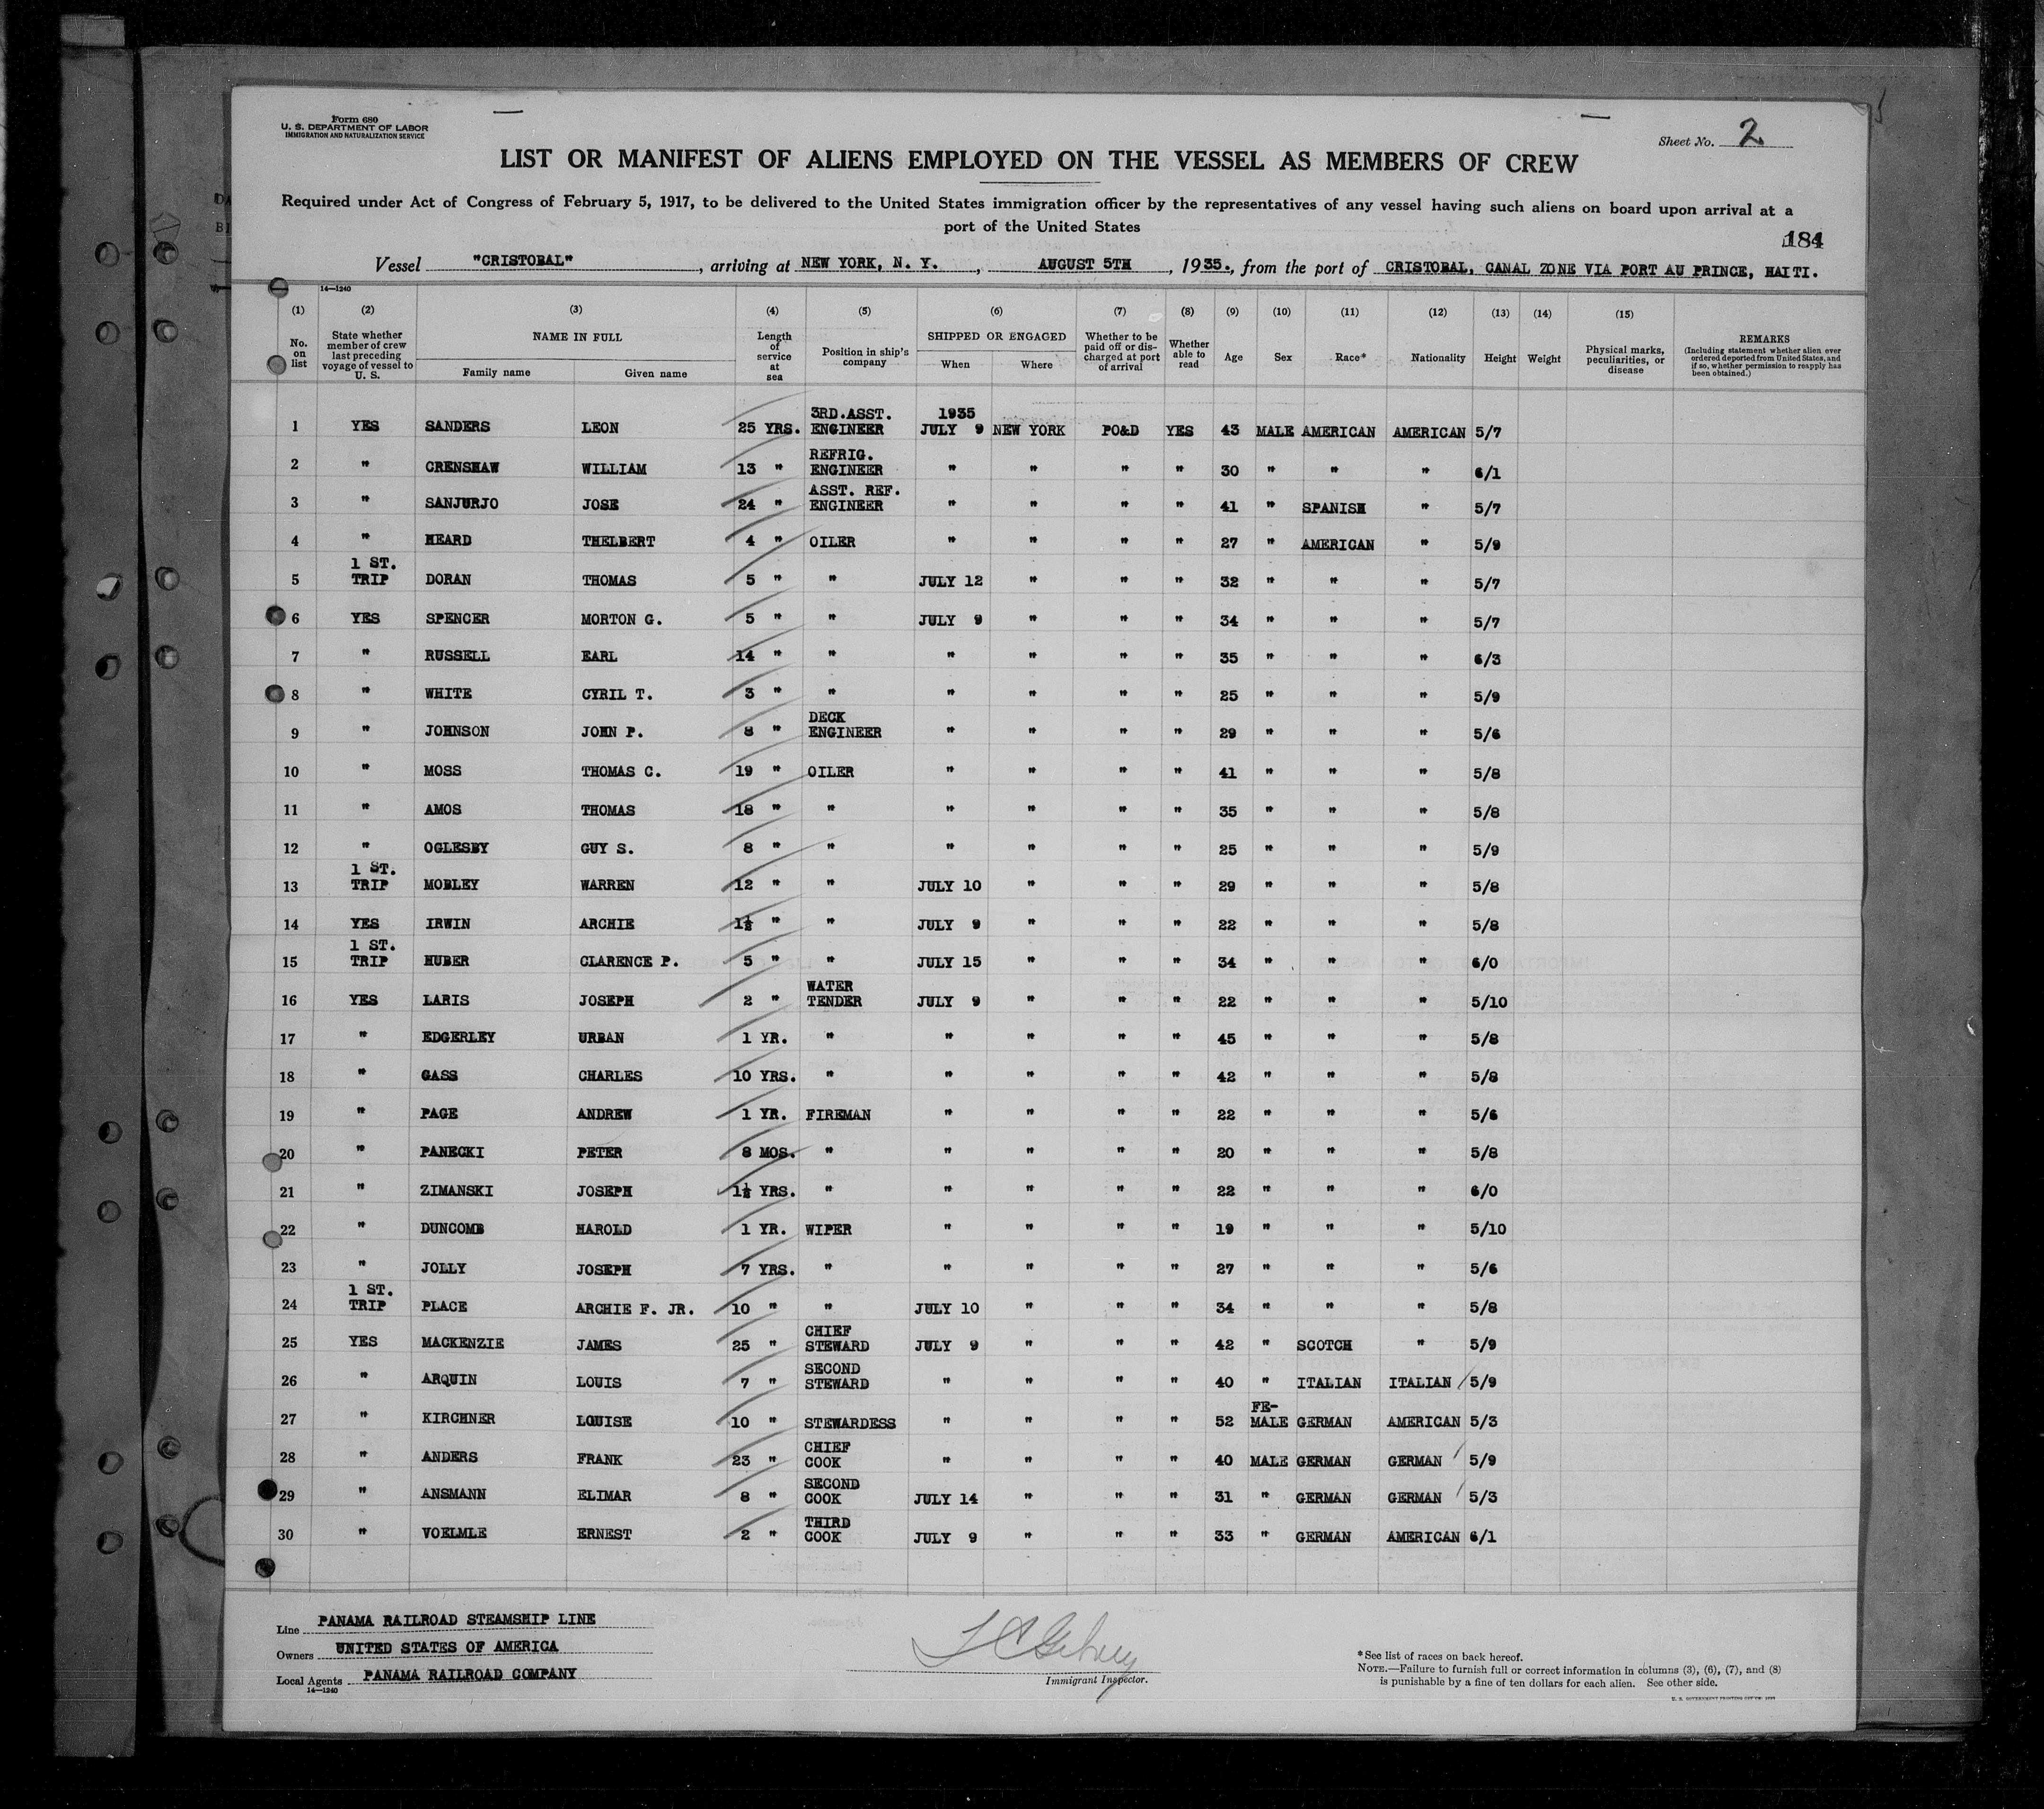 Form 680
U. S. DEPARTMENT OF LABOR
IMMIGRATION AND NATURALIZATION SERVICE
Sheet No. 2
LIST OR MANIFEST OF ALIENS EMPLOYED ON THE VESSEL AS MEMBERS OF CREW
Required under Act of Congress of February 5, 1917, to be delivered to the United States immigration officer by the representatives of any vessel having such aliens on board upon arrival at a
port of the United States
184
Vessel "CRISTOBAL", arriving at NEW YORK, N. Y., AUGUST 5TH, 1935., from the port of CRISTOBAL, CANAL ZONE VIA PORT AU PRINCE, HAITI.
14—1240
(1) (2) (3) (4) (5) (6) (7) (8) (9) (10) (11) (12) (13) (14) (15)
No. on list
State whether member of crew last preceding voyage of vessel to U. S.
NAME IN FULL
Family name Given name
Length of service at sea
Position in ship's company
SHIPPED OR ENGAGED
When Where
Whether to be paid off or discharged at port of arrival
Whether able to read
Age Sex Race* Nationality Height Weight
Physical marks, peculiarities, or disease
REMARKS
(Including statement whether alien ever ordered deported from United States, and if so, whether permission to reapply has been obtained.)
1 YES SANDERS LEON 25 YRS. 3RD.ASST. ENGINEER 1935 JULY 9 NEW YORK PO&D YES 43 MALE AMERICAN AMERICAN 5/7
2 " CRENSHAW WILLIAM 13 " REFRIG. ENGINEER " " " " 30 " " " 6/1
3 " SANJURJO JOSE 24 " ASST. REF. ENGINEER " " " " 41 " SPANISH " 5/7
4 " HEARD THELBERT 4 " OILER " " " " 27 " AMERICAN " 5/9
5 1 ST. TRIP DORAN THOMAS 5 " " JULY 12 " " " 32 " " " 5/7
6 YES SPENCER MORTON G. 5 " " JULY 9 " " " 34 " " " 5/7
7 " RUSSELL EARL 14 " " " " " " 35 " " " 6/3
8 " WHITE CYRIL T. 3 " " " " " " 25 " " " 5/9
9 " JOHNSON JOHN P. 8 " DECK ENGINEER " " " " 29 " " " 5/6
10 " MOSS THOMAS C. 19 " OILER " " " " 41 " " " 5/8
11 " AMOS THOMAS 18 " " " " " " 35 " " " 5/8
12 " OGLESBY GUY S. 8 " " " " " " 25 " " " 5/9
13 1 ST. TRIP MOBLEY WARREN 12 " " JULY 10 " " " 29 " " " 5/8
14 YES IRWIN ARCHIE 1½ " " JULY 9 " " " 22 " " " 5/8
15 1 ST. TRIP HUBER CLARENCE P. 5 " " JULY 15 " " " 34 " " " 6/0
16 YES LARIS JOSEPH 2 " WATER TENDER JULY 9 " " " 22 " " " 5/10
17 " EDGERLEY URBAN 1 YR. " " " " " 45 " " " 5/8
18 " GASS CHARLES 10 YRS. " " " " " 42 " " " 5/8
19 " PAGE ANDREW 1 YR. FIREMAN " " " " 22 " " " 5/6
20 " PANECKI PETER 8 MOS. " " " " " 20 " " " 5/8
21 " ZIMANSKI JOSEPH 1½ YRS. " " " " " 22 " " " 6/0
22 " DUNCOMB HAROLD 1 YR. WIPER " " " " 19 " " " 5/10
23 " JOLLY JOSEPH 7 YRS. " " " " " 27 " " " 5/6
24 1 ST. TRIP PLACE ARCHIE F. JR. 10 " " JULY 10 " " " 34 " " " 5/8
25 YES MACKENZIE JAMES 25 " CHIEF STEWARD JULY 9 " " " 42 " SCOTCH " 5/9
26 " ARQUIN LOUIS 7 " SECOND STEWARD " " " " 40 " ITALIAN ITALIAN 5/9
27 " KIRCHNER LOUISE 10 " STEWARDESS " " " " 52 FE- MALE GERMAN AMERICAN 5/3
28 " ANDERS FRANK 23 " CHIEF COOK " " " " 40 MALE GERMAN GERMAN 5/9
29 " ANSMANN ELIMAR 8 " SECOND COOK JULY 14 " " " 31 " GERMAN GERMAN 5/3
30 " VOELMLE ERNEST 2 " THIRD COOK JULY 9 " " " 33 " GERMAN AMERICAN 6/1
Line PANAMA RAILROAD STEAMSHIP LINE
Owners UNITED STATES OF AMERICA
Local Agents PANAMA RAILROAD COMPANY
14—1240
Immigrant Inspector.
*See list of races on back hereof.
NOTE.—Failure to furnish full or correct information in columns (3), (6), (7), and (8)
is punishable by a fine of ten dollars for each alien. See other side.